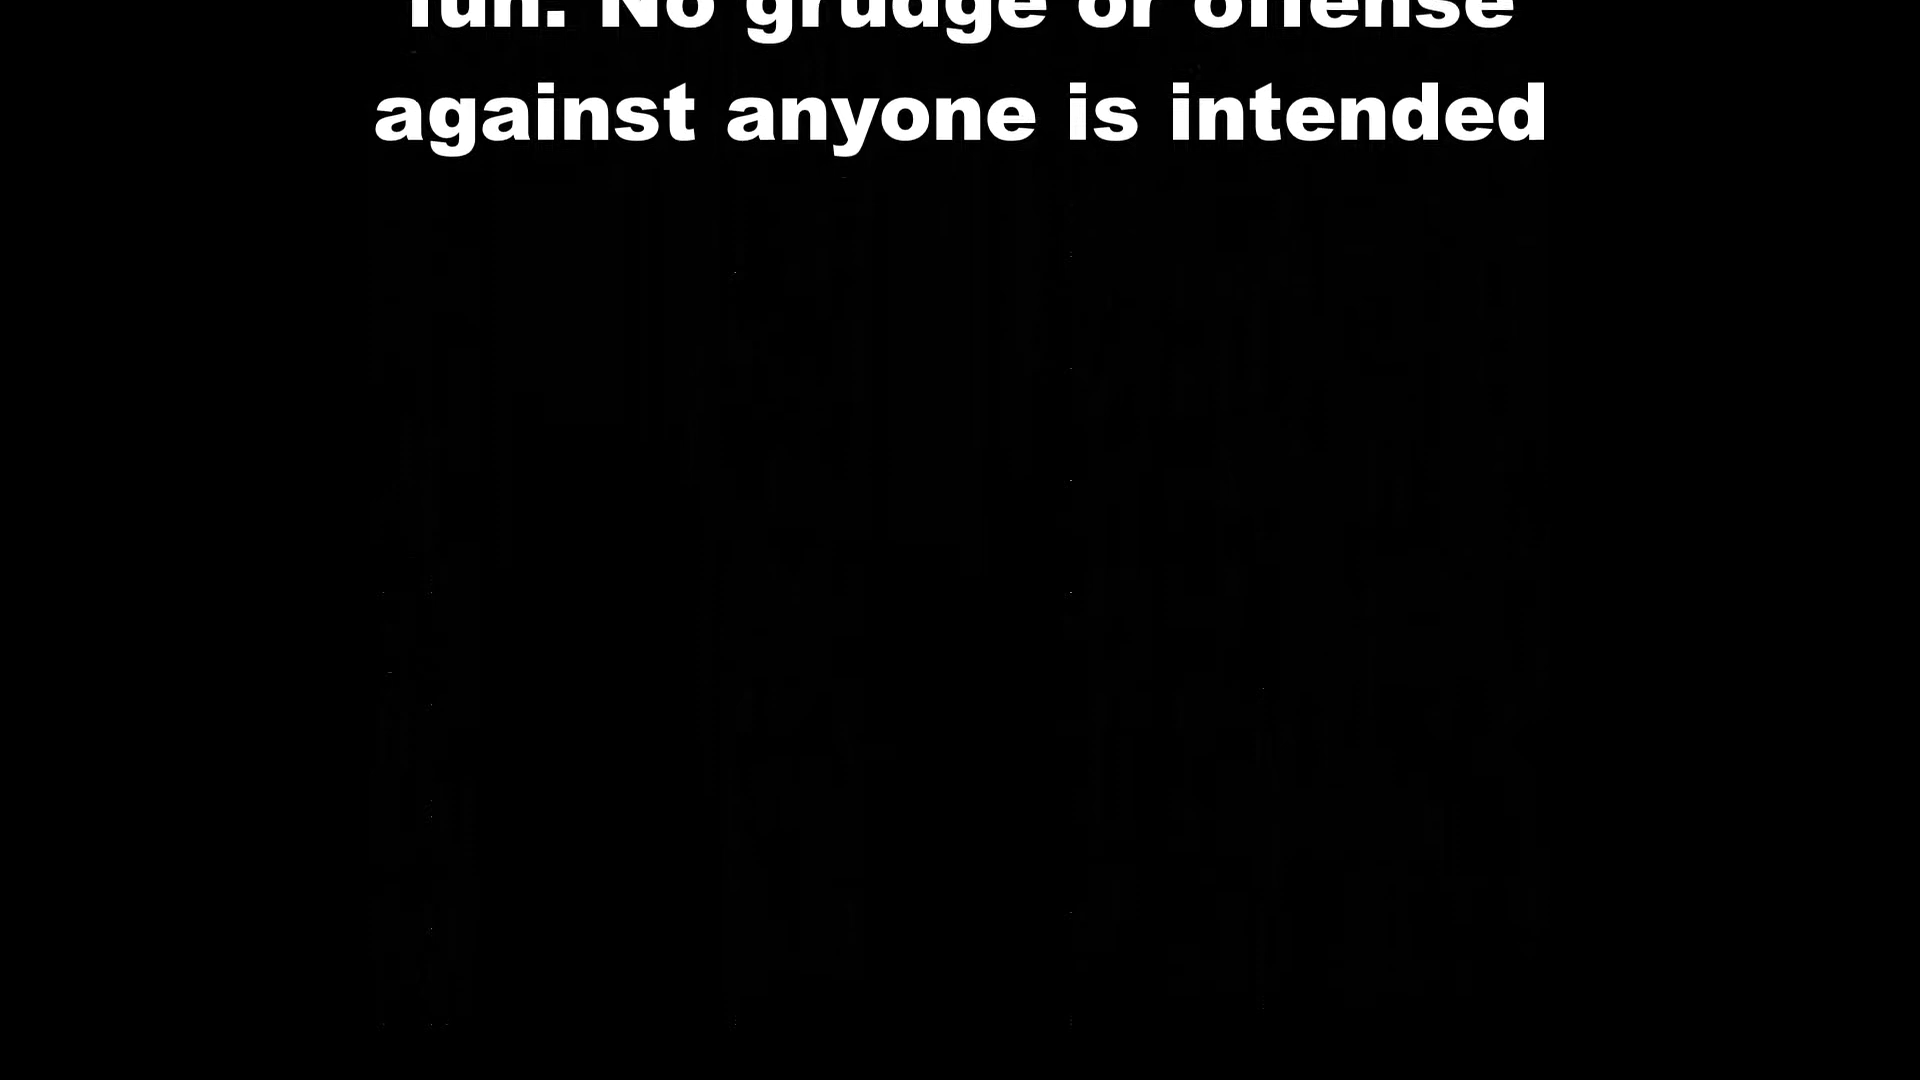 fun. No grudge or offense
against anyone is intended